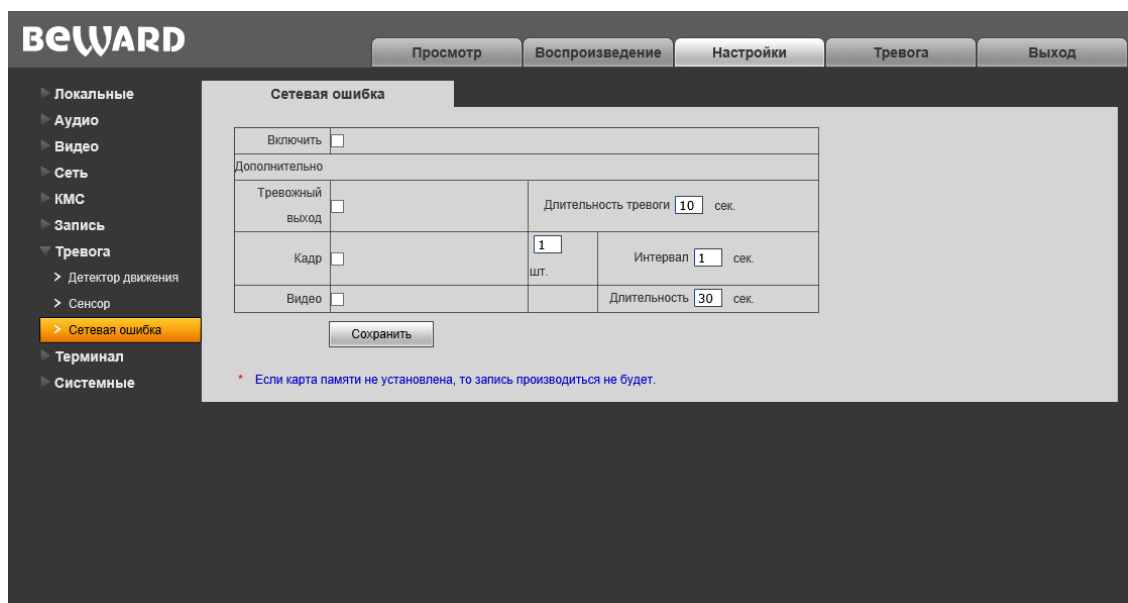 BEWARD
Просмотр Воспроизведение Настройки Тревога Выход
Локальные
Аудио
Видео
Сеть
КМС
Запись
Тревога
> Детектор движения
> Сенсор
> Сетевая ошибка
Терминал
Системные
Сетевая ошибка
Включить
Дополнительно
Тревожный
выход
Длительность тревоги 10 сек.
Кадр
1
шт.
Интервал 1 сек.
Видео
Длительность 30 сек.
Сохранить
* Если карта памяти не установлена, то запись производиться не будет.